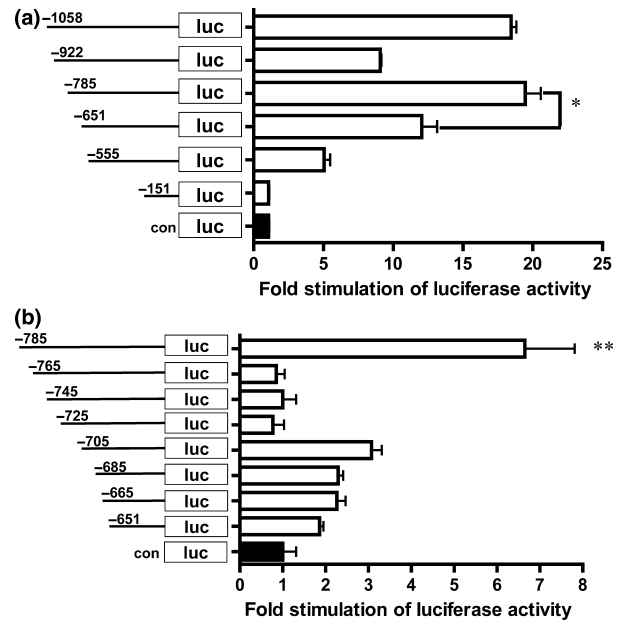 (a)
–1058 luc
–922 luc
–785 luc
–651 luc
*
–555 luc
–151 luc
con luc
0 5 10 15 20 25
Fold stimulation of luciferase activity
(b)
–785 luc **
–765 luc
–745 luc
–725 luc
–705 luc
–685 luc
–665 luc
–651 luc
con luc
0 1 2 3 4 5 6 7 8
Fold stimulation of luciferase activity